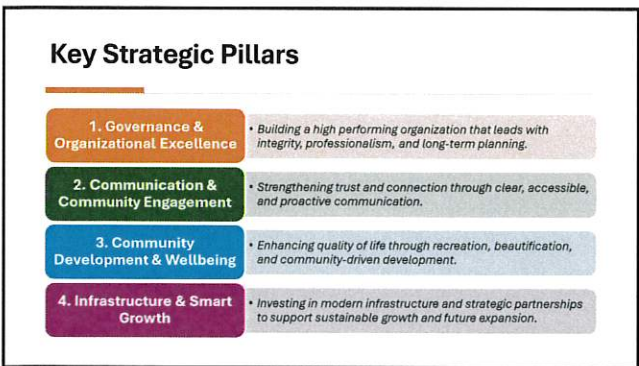 Key Strategic Pillars
1. Governance &
Organizational Excellence
• Building a high performing organization that leads with
integrity, professionalism, and long-term planning.
2. Communication &
Community Engagement
• Strengthening trust and connection through clear, accessible,
and proactive communication.
3. Community
Development & Wellbeing
• Enhancing quality of life through recreation, beautification,
and community-driven development.
4. Infrastructure & Smart
Growth
• Investing in modern infrastructure and strategic partnerships
to support sustainable growth and future expansion.